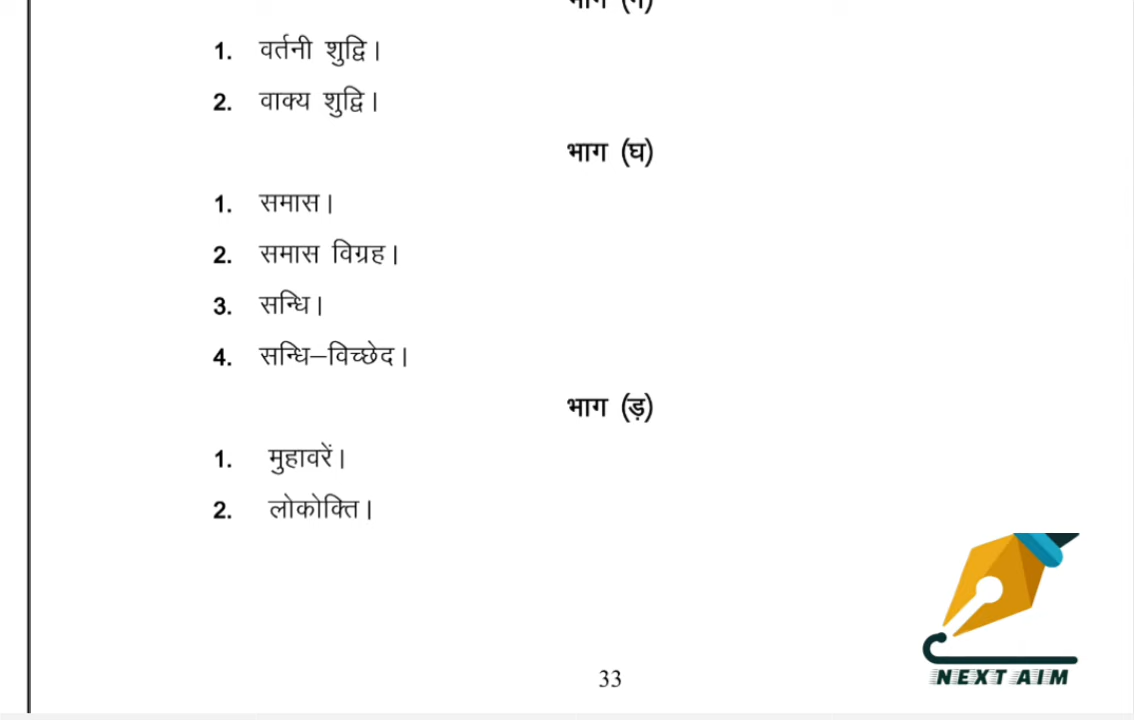 भाग (ग)
1. वर्तनी शुद्वि।
2. वाक्य शुद्वि।
भाग (घ)
1. समास।
2. समास विग्रह।
3. सन्धि।
4. सन्धि–विच्छेद।
भाग (ड़)
1. मुहावरें।
2. लोकोक्ति।
33
NEXT AIM